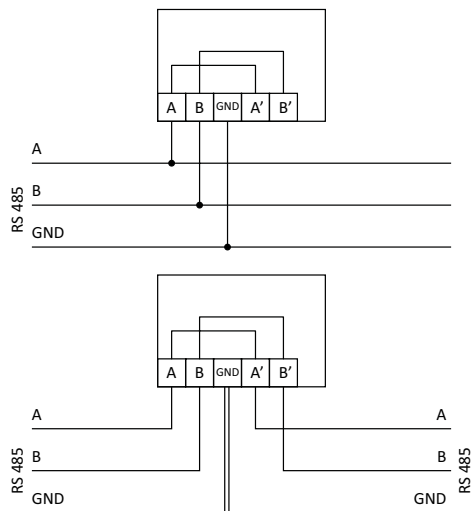 A B GND A’ B’
A
B
RS 485
GND
A B GND A’ B’
A A
B B
RS 485 RS 485
GND GND